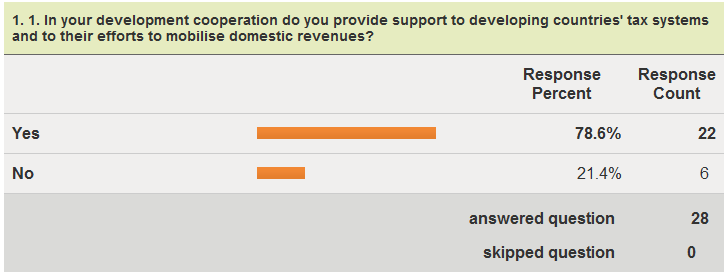 1. 1. In your development cooperation do you provide support to developing countries' tax systems
and to their efforts to mobilise domestic revenues?
Response Percent Response Count
Yes 78.6% 22
No 21.4% 6
answered question 28
skipped question 0